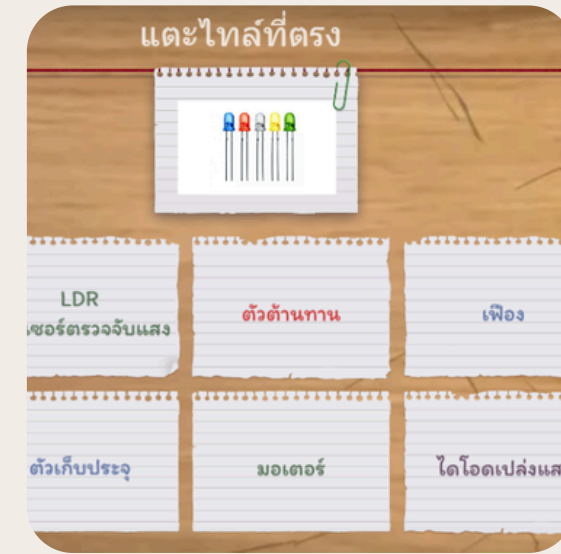 แตะไทล์ที่ตรง
LDR
เซอร์ตรวจจับแสง
ตัวต้านทาน
เฟือง
ตัวเก็บประจุ
มอเตอร์
ไดโอดเปล่งแส